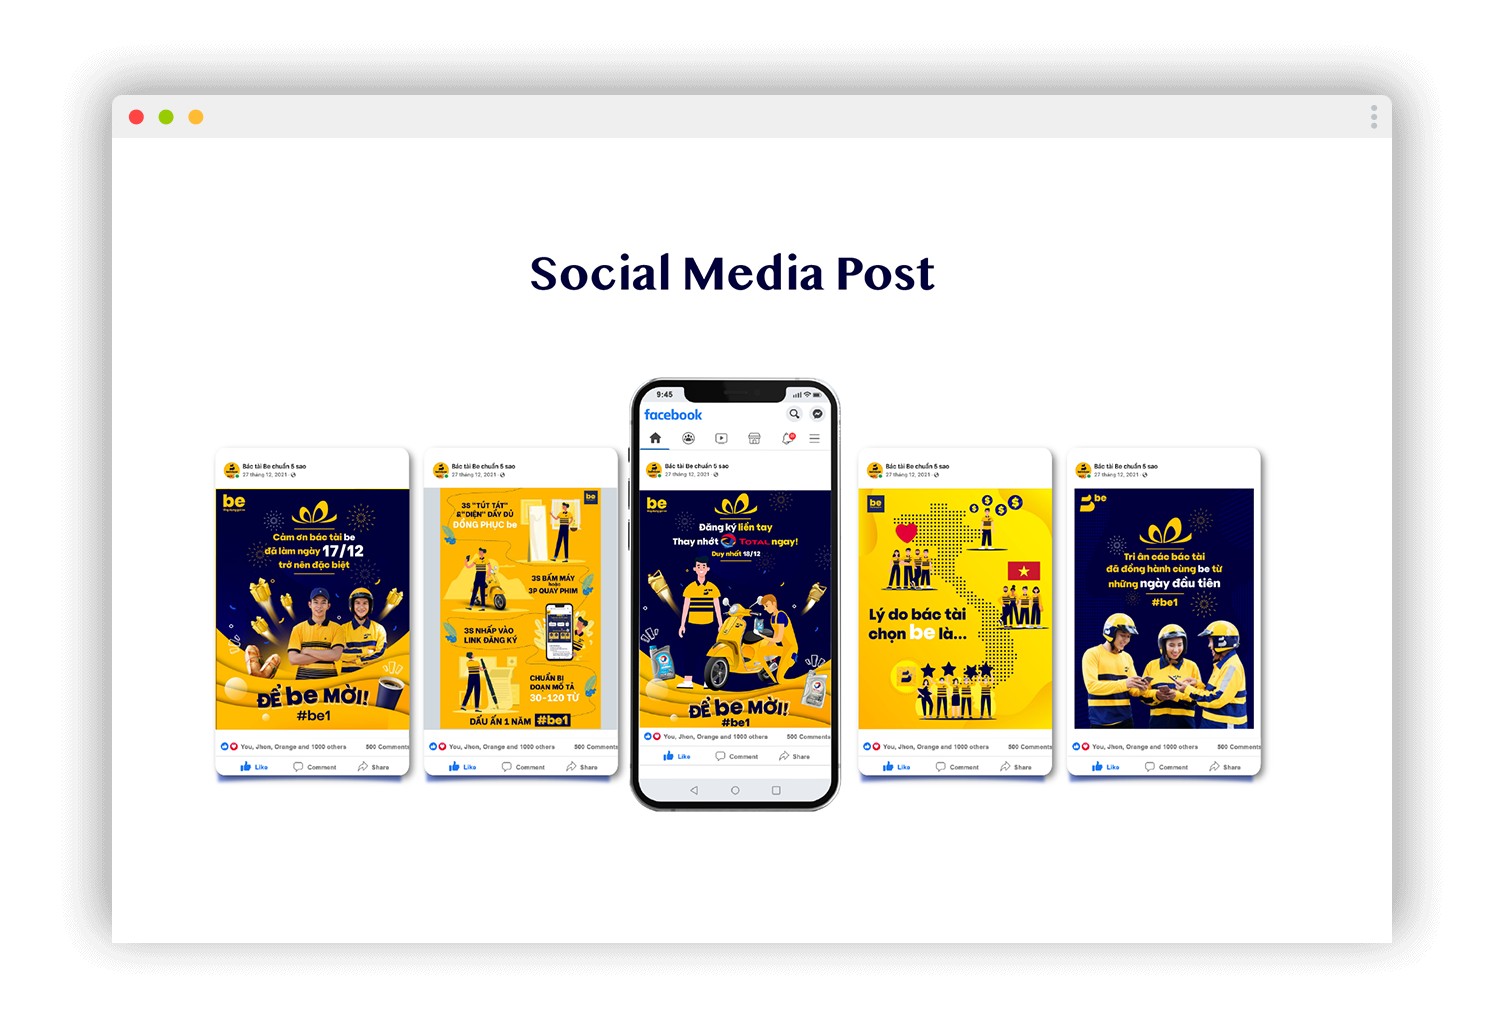 Social Media Post
Bác tài Be chuẩn 5 sao
27 tháng 12, 2021
be
Cảm ơn bác tài be
đã làm ngày 17/12
trở nên đặc biệt
ĐỂ be MỜI!
#be1
You, Jhon, Orange and 1000 others 500 Comments
Like Comment Share
Bác tài Be chuẩn 5 sao
27 tháng 12, 2021
be
3S "TÚT TÁT"
&"DIỆN" ĐẦY ĐỦ
ĐỒNG PHỤC be
3S BẤM MÁY
hoặc
3P QUAY PHIM
3S NHẤP VÀO
LINK ĐĂNG KÝ
CHUẨN BỊ
ĐOẠN MÔ TẢ
30-120 TỪ
DẤU ẤN 1 NĂM #be1
You, Jhon, Orange and 1000 others 500 Comments
Like Comment Share
9:45
facebook
Bác tài Be chuẩn 5 sao
27 tháng 12, 2021
be
Đăng ký liền tay
Thay nhớt TOTAL ngay!
Duy nhất 18/12
ĐỂ be MỜI!
#be1
You, Jhon, Orange and 1000 others 500 Comments
Like Comment Share
Bác tài Be chuẩn 5 sao
27 tháng 12, 2021
be
Lý do bác tài
chọn be là...
You, Jhon, Orange and 1000 others 500 Comments
Like Comment Share
Bác tài Be chuẩn 5 sao
27 tháng 12, 2021
be
Tri ân các bác tài
đã đồng hành cùng be từ
những ngày đầu tiên
#be1
You, Jhon, Orange and 1000 others 500 Comments
Like Comment Share